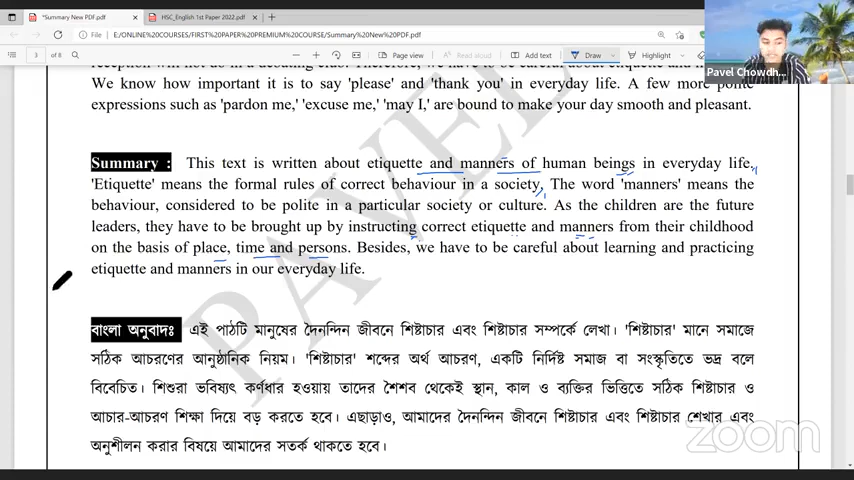 *Summary New PDF.pdf
HSC_English 1st Paper 2022.pdf
File | E:/ONLINE%20COURSES/FIRST%20PAPER%20PREMIUM%20COURSE/Summary%20New%20PDF.pdf
3 of 8
Page view
Read aloud
Add text
Draw
Highlight
Pavel Chowdh...
We know how important it is to say 'please' and 'thank you' in everyday life. A few more polite
expressions such as 'pardon me,' 'excuse me,' 'may I,' are bound to make your day smooth and pleasant.
Summary : This text is written about etiquette and manners of human beings in everyday life.
'Etiquette' means the formal rules of correct behaviour in a society. The word 'manners' means the
behaviour, considered to be polite in a particular society or culture. As the children are the future
leaders, they have to be brought up by instructing correct etiquette and manners from their childhood
on the basis of place, time and persons. Besides, we have to be careful about learning and practicing
etiquette and manners in our everyday life.
বাংলা অনুবাদঃ এই পাঠটি মানুষের দৈনন্দিন জীবনে শিষ্টাচার এবং শিষ্টাচার সম্পর্কে লেখা। 'শিষ্টাচার' মানে সমাজে
সঠিক আচরণের আনুষ্ঠানিক নিয়ম। 'শিষ্টাচার' শব্দের অর্থ আচরণ, একটি নির্দিষ্ট সমাজ বা সংস্কৃতিতে ভদ্র বলে
বিবেচিত। শিশুরা ভবিষ্যৎ কর্ণধার হওয়ায় তাদের শৈশব থেকেই স্থান, কাল ও ব্যক্তির ভিত্তিতে সঠিক শিষ্টাচার ও
আচার-আচরণ শিক্ষা দিয়ে বড় করতে হবে। এছাড়াও, আমাদের দৈনন্দিন জীবনে শিষ্টাচার এবং শিষ্টাচার শেখার এবং
অনুশীলন করার বিষয়ে আমাদের সতর্ক থাকতে হবে।
PAVEL
zoom